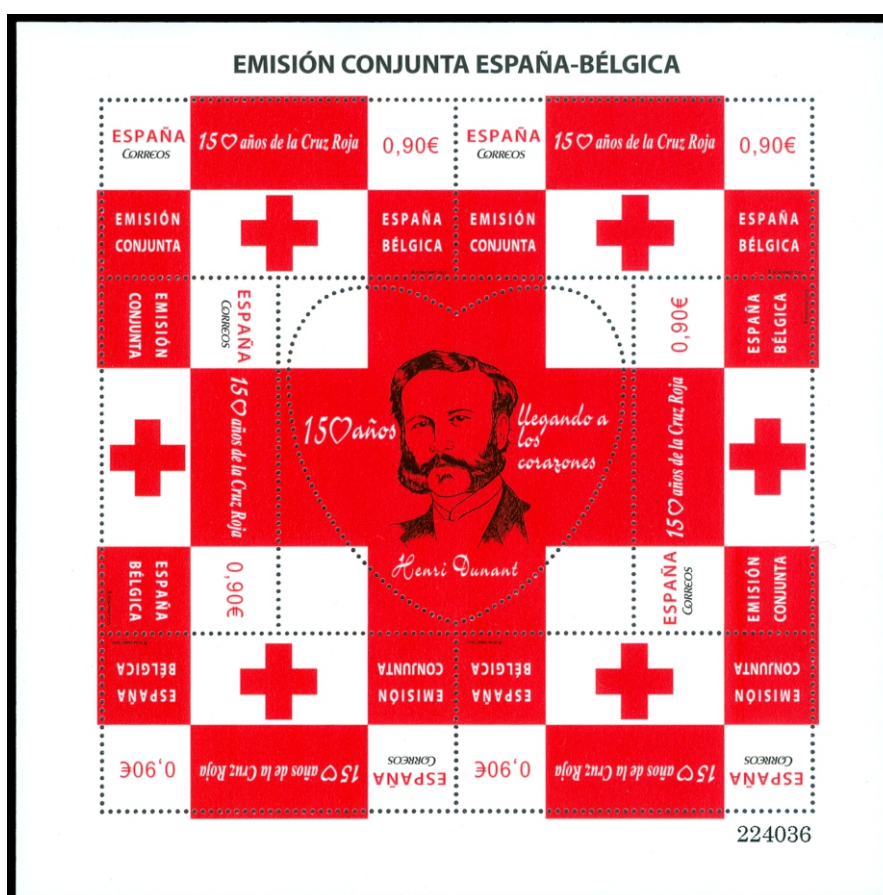 EMISIÓN CONJUNTA ESPAÑA-BÉLGICA
ESPAÑA
CORREOS
15♡ años de la Cruz Roja
0,90€
EMISIÓN
CONJUNTA
ESPAÑA
BÉLGICA
ESPAÑA
CORREOS
15♡ años de la Cruz Roja
0,90€
EMISIÓN
CONJUNTA
ESPAÑA
BÉLGICA
EMISIÓN
CONJUNTA
ESPAÑA
CORREOS
15♡ años de la Cruz Roja
ESPAÑA
BÉLGICA
0,90€
15♡ años
llegando a
los
corazones
Henri Dunant
0,90€
ESPAÑA
BÉLGICA
15♡ años de la Cruz Roja
ESPAÑA
CORREOS
EMISIÓN
CONJUNTA
ESPAÑA
BÉLGICA
EMISIÓN
CONJUNTA
0,90€
15♡ años de la Cruz Roja
ESPAÑA
CORREOS
ESPAÑA
BÉLGICA
EMISIÓN
CONJUNTA
0,90€
15♡ años de la Cruz Roja
ESPAÑA
CORREOS
224036